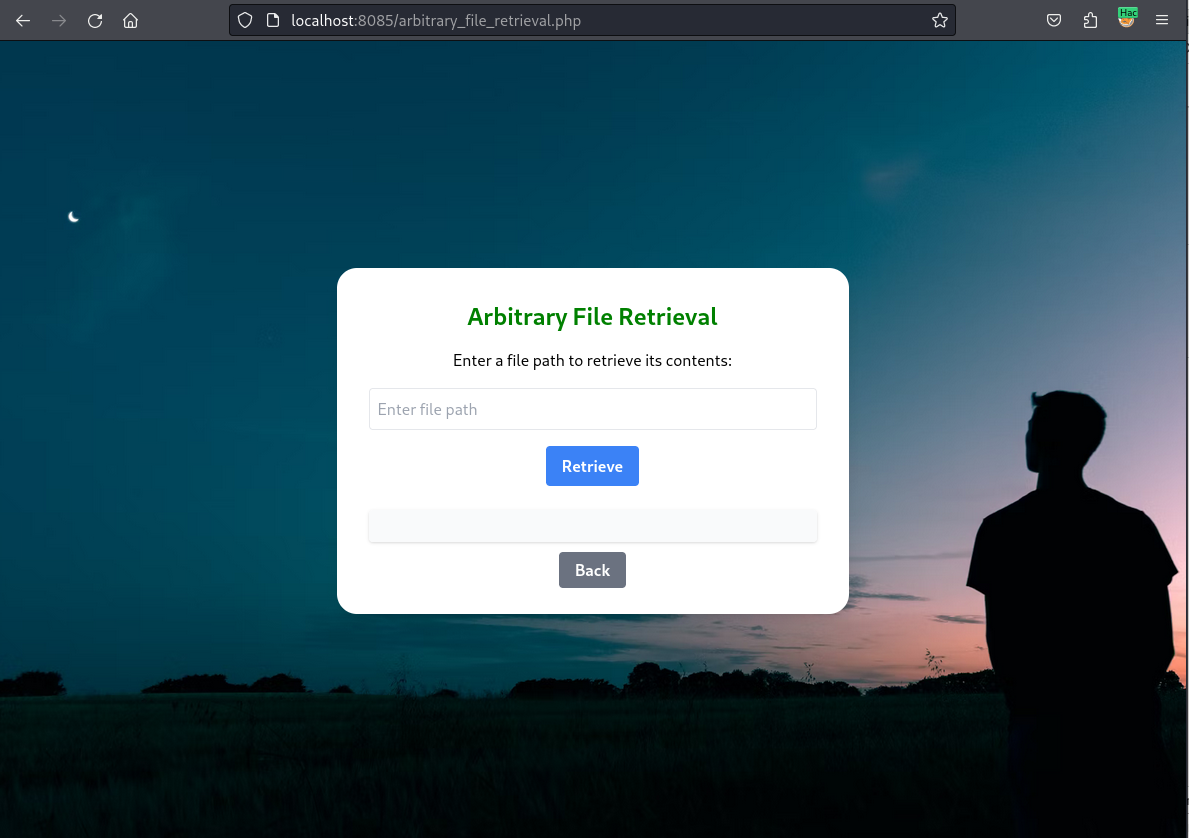 localhost:8085/arbitrary_file_retrieval.php
Hac
Arbitrary File Retrieval
Enter a file path to retrieve its contents:
Enter file path
Retrieve
Back